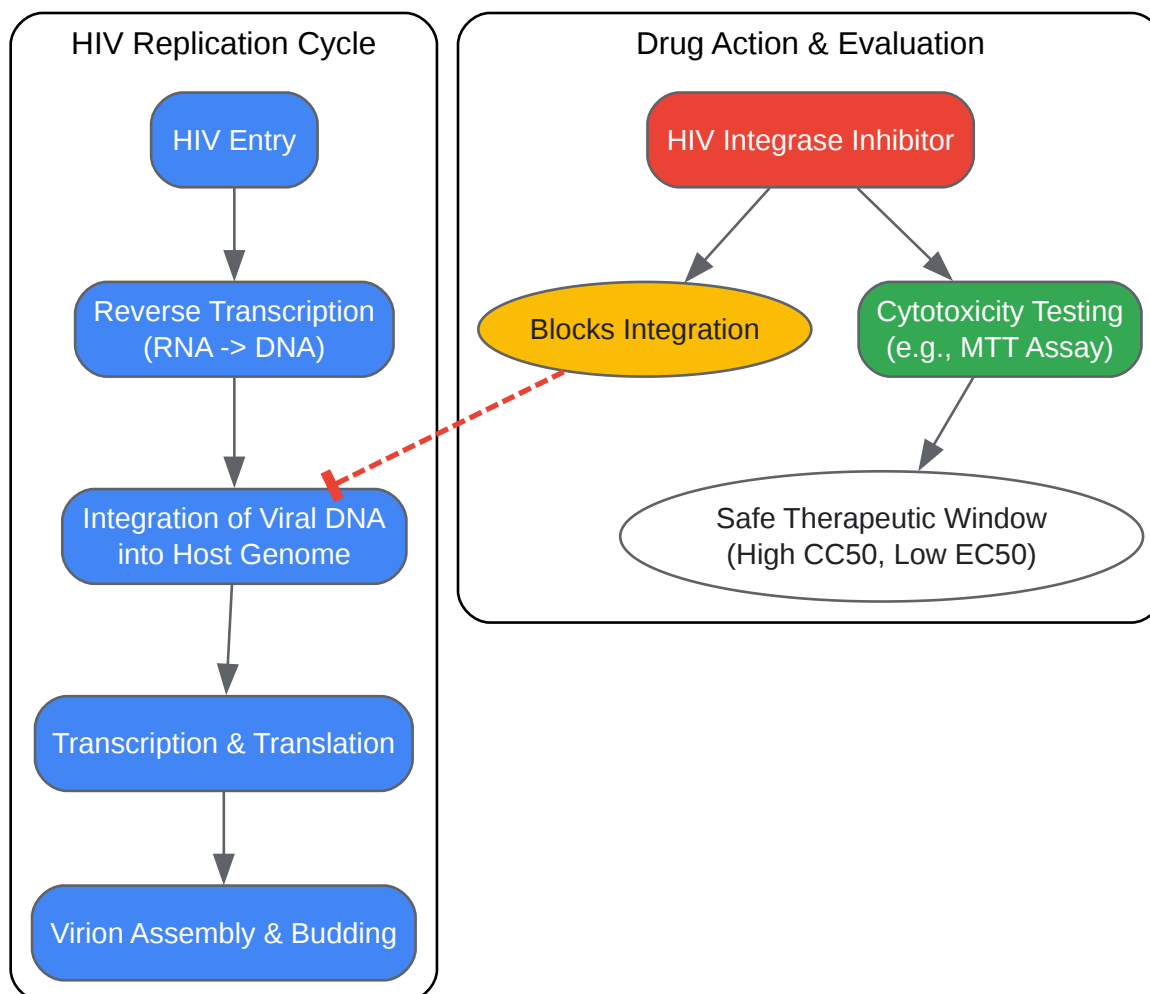 HIV Replication Cycle
HIV Entry
Reverse Transcription
(RNA -> DNA)
Integration of Viral DNA
into Host Genome
Transcription & Translation
Virion Assembly & Budding
Drug Action & Evaluation
HIV Integrase Inhibitor
Blocks Integration
Cytotoxicity Testing
(e.g., MTT Assay)
Safe Therapeutic Window
(High CC50, Low EC50)